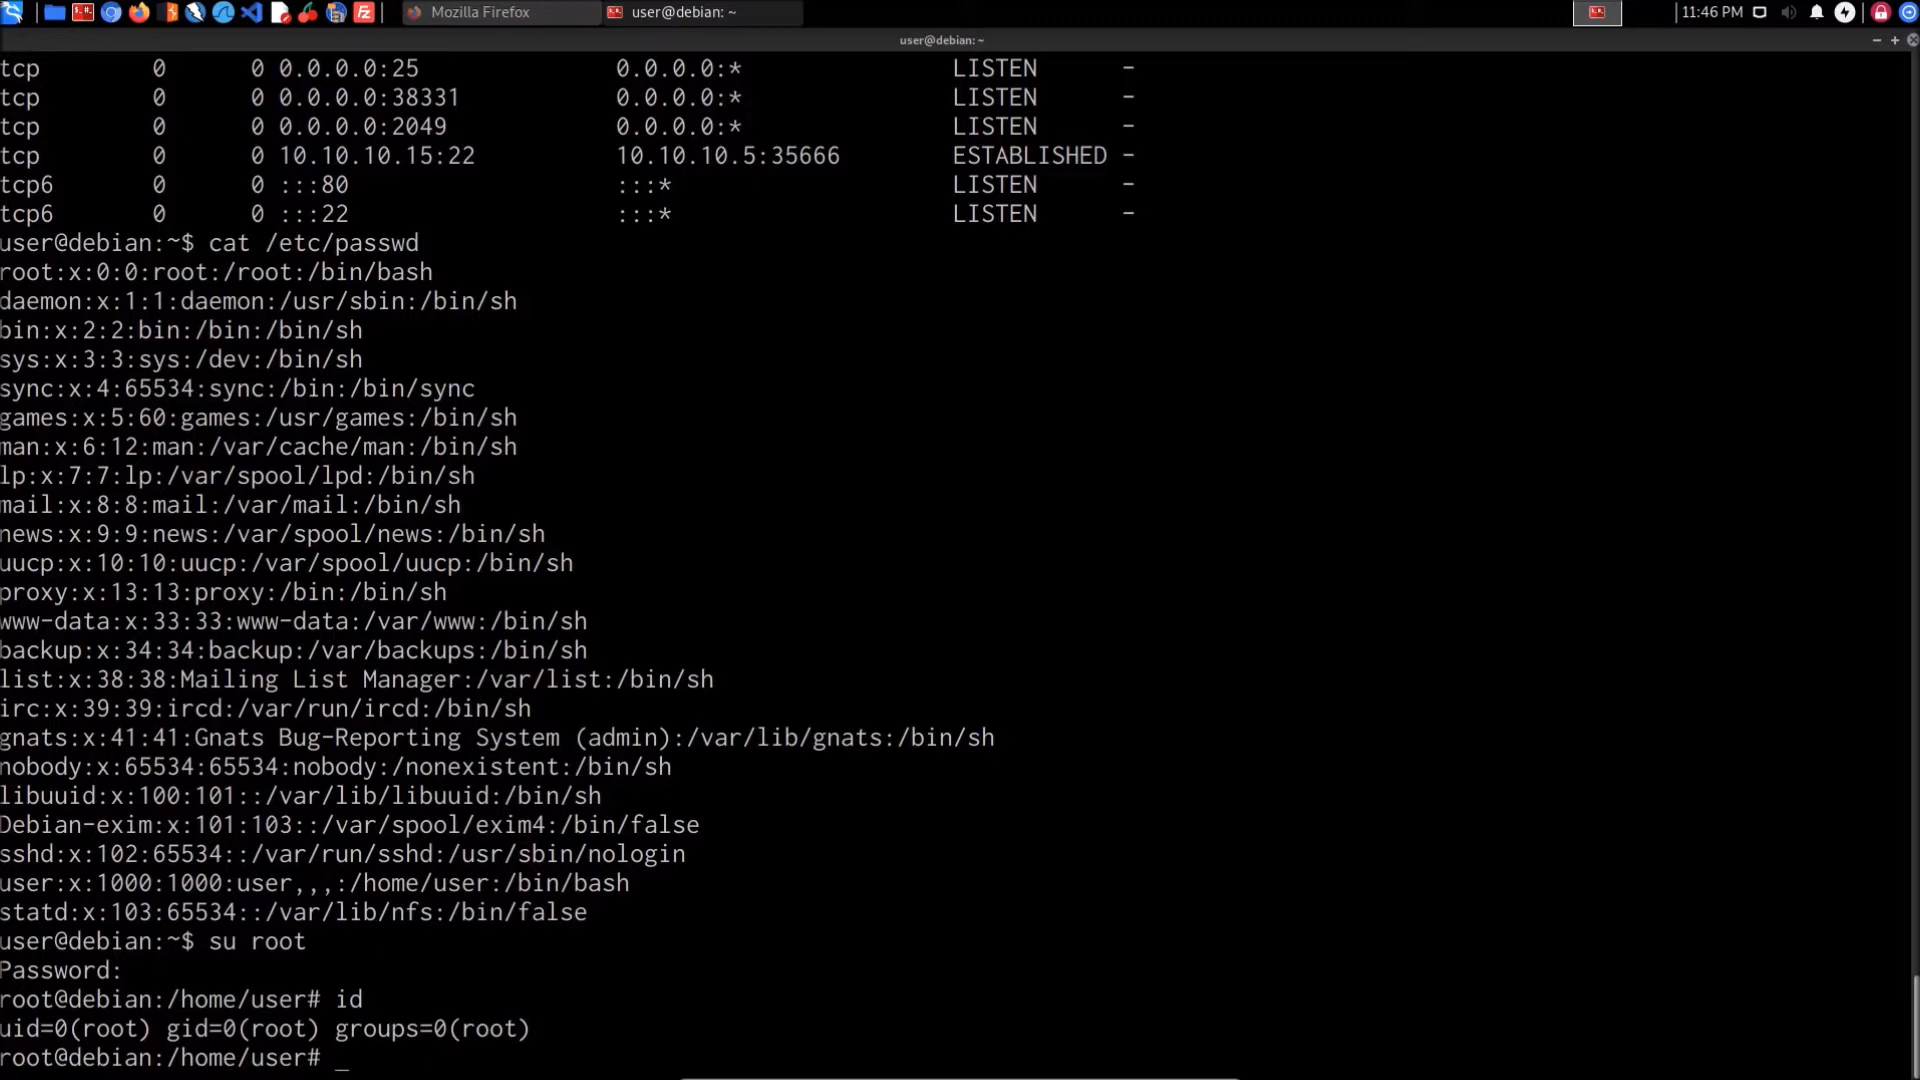 Mozilla Firefox
user@debian: ~
11:46 PM
user@debian: ~
tcp 0 0 0.0.0.0:25 0.0.0.0:* LISTEN -
tcp 0 0 0.0.0.0:38331 0.0.0.0:* LISTEN -
tcp 0 0 0.0.0.0:2049 0.0.0.0:* LISTEN -
tcp 0 0 10.10.10.15:22 10.10.10.5:35666 ESTABLISHED -
tcp6 0 0 :::80 :::* LISTEN -
tcp6 0 0 :::22 :::* LISTEN -
user@debian:~$ cat /etc/passwd
root:x:0:0:root:/root:/bin/bash
daemon:x:1:1:daemon:/usr/sbin:/bin/sh
bin:x:2:2:bin:/bin:/bin/sh
sys:x:3:3:sys:/dev:/bin/sh
sync:x:4:65534:sync:/bin:/bin/sync
games:x:5:60:games:/usr/games:/bin/sh
man:x:6:12:man:/var/cache/man:/bin/sh
lp:x:7:7:lp:/var/spool/lpd:/bin/sh
mail:x:8:8:mail:/var/mail:/bin/sh
news:x:9:9:news:/var/spool/news:/bin/sh
uucp:x:10:10:uucp:/var/spool/uucp:/bin/sh
proxy:x:13:13:proxy:/bin:/bin/sh
www-data:x:33:33:www-data:/var/www:/bin/sh
backup:x:34:34:backup:/var/backups:/bin/sh
list:x:38:38:Mailing List Manager:/var/list:/bin/sh
irc:x:39:39:ircd:/var/run/ircd:/bin/sh
gnats:x:41:41:Gnats Bug-Reporting System (admin):/var/lib/gnats:/bin/sh
nobody:x:65534:65534:nobody:/nonexistent:/bin/sh
libuuid:x:100:101::/var/lib/libuuid:/bin/sh
Debian-exim:x:101:103::/var/spool/exim4:/bin/false
sshd:x:102:65534::/var/run/sshd:/usr/sbin/nologin
user:x:1000:1000:user,,,:/home/user:/bin/bash
statd:x:103:65534::/var/lib/nfs:/bin/false
user@debian:~$ su root
Password:
root@debian:/home/user# id
uid=0(root) gid=0(root) groups=0(root)
root@debian:/home/user# _